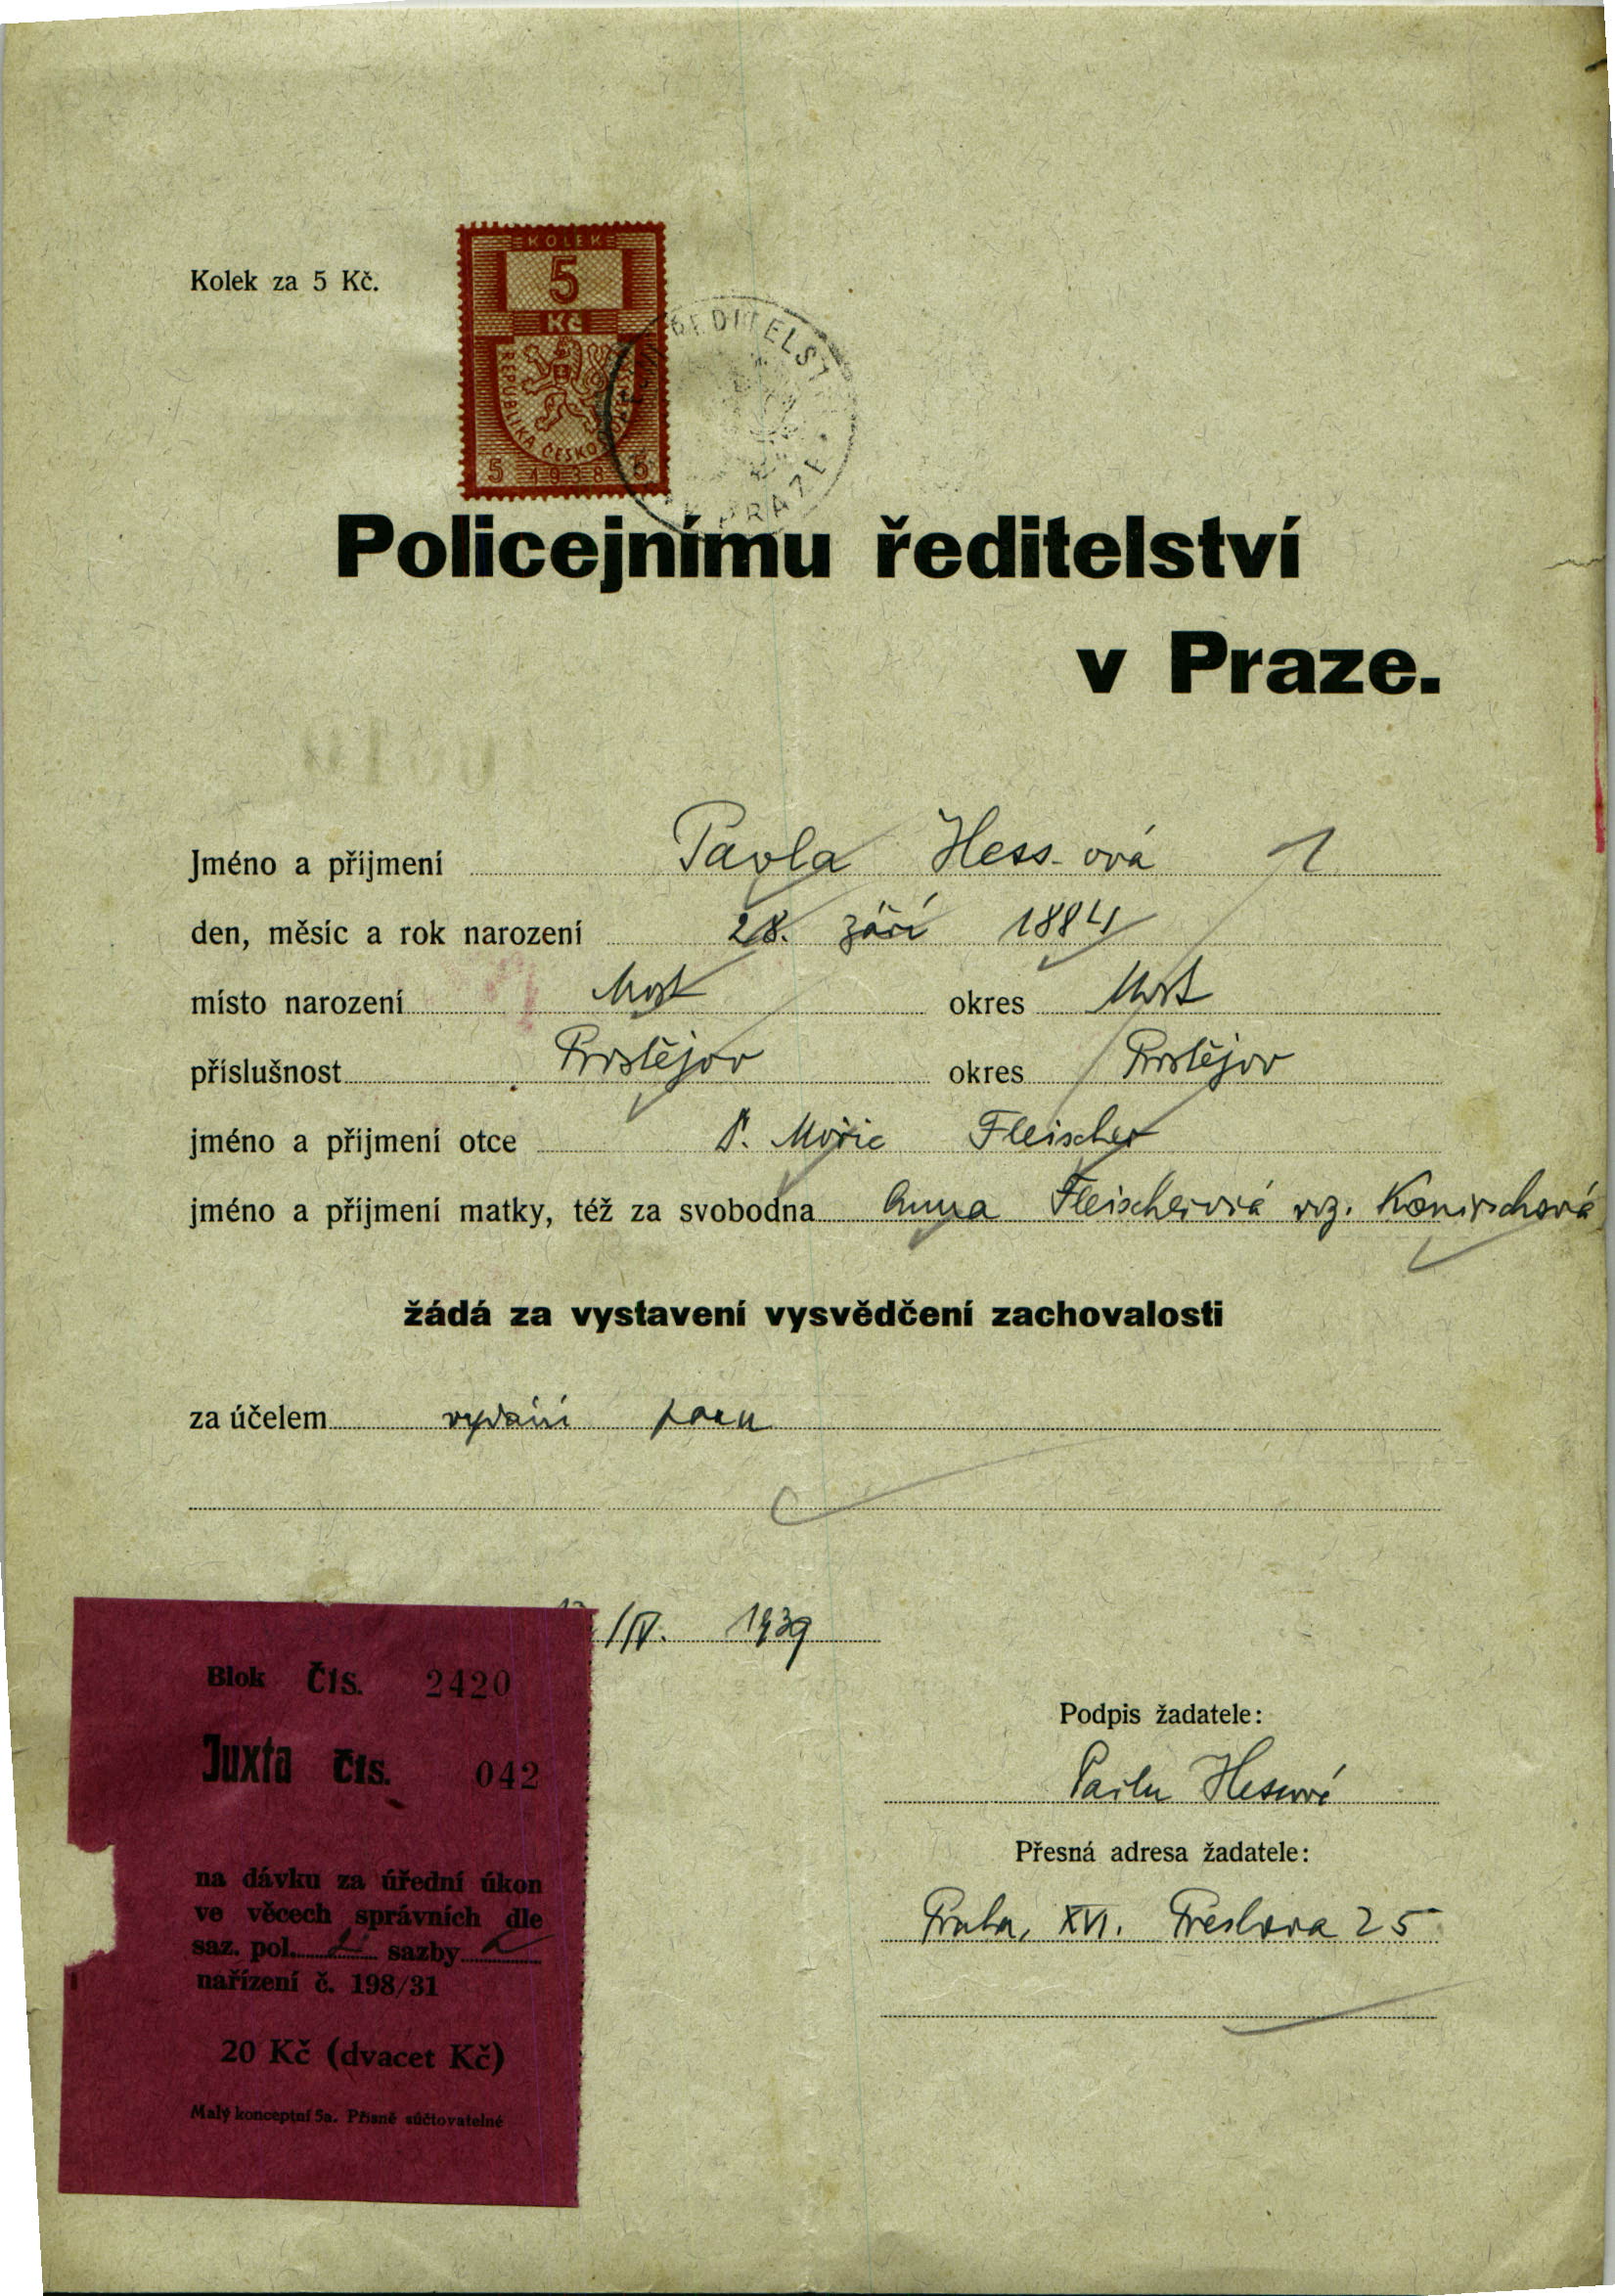 KOLEK
5
Kolek za 5 Kč.
Kč
REPUBLIKA ČESKO
5 1938 5
ŘEDITELST
PRAZE
Policejnímu ředitelství
v Praze.
Jméno a příjmení Pavla Hess-ová
den, měsíc a rok narození 28. září 1884
místo narození Most okres Most
příslušnost Prostějov okres Prostějov
jméno a příjmení otce Mořic Fleischer
jméno a příjmení matky, též za svobodna Anna Fleischerová roz.
žádá za vystavení vysvědčení zachovalosti
za účelem vydání pasu
/IV. 1939
Blok Čís. 2420
Juxta čís. 042
na dávku za úřední úkon
ve věcech správních dle
saz. pol. 2 sazby
nařízení č. 198/31
20 Kč (dvacet Kč)
Malý konceptní 5a. Přísně súčtovatelné
Podpis žadatele:
Pavla Hessová
Přesná adresa žadatele:
Praha, XVI. Preslova 25